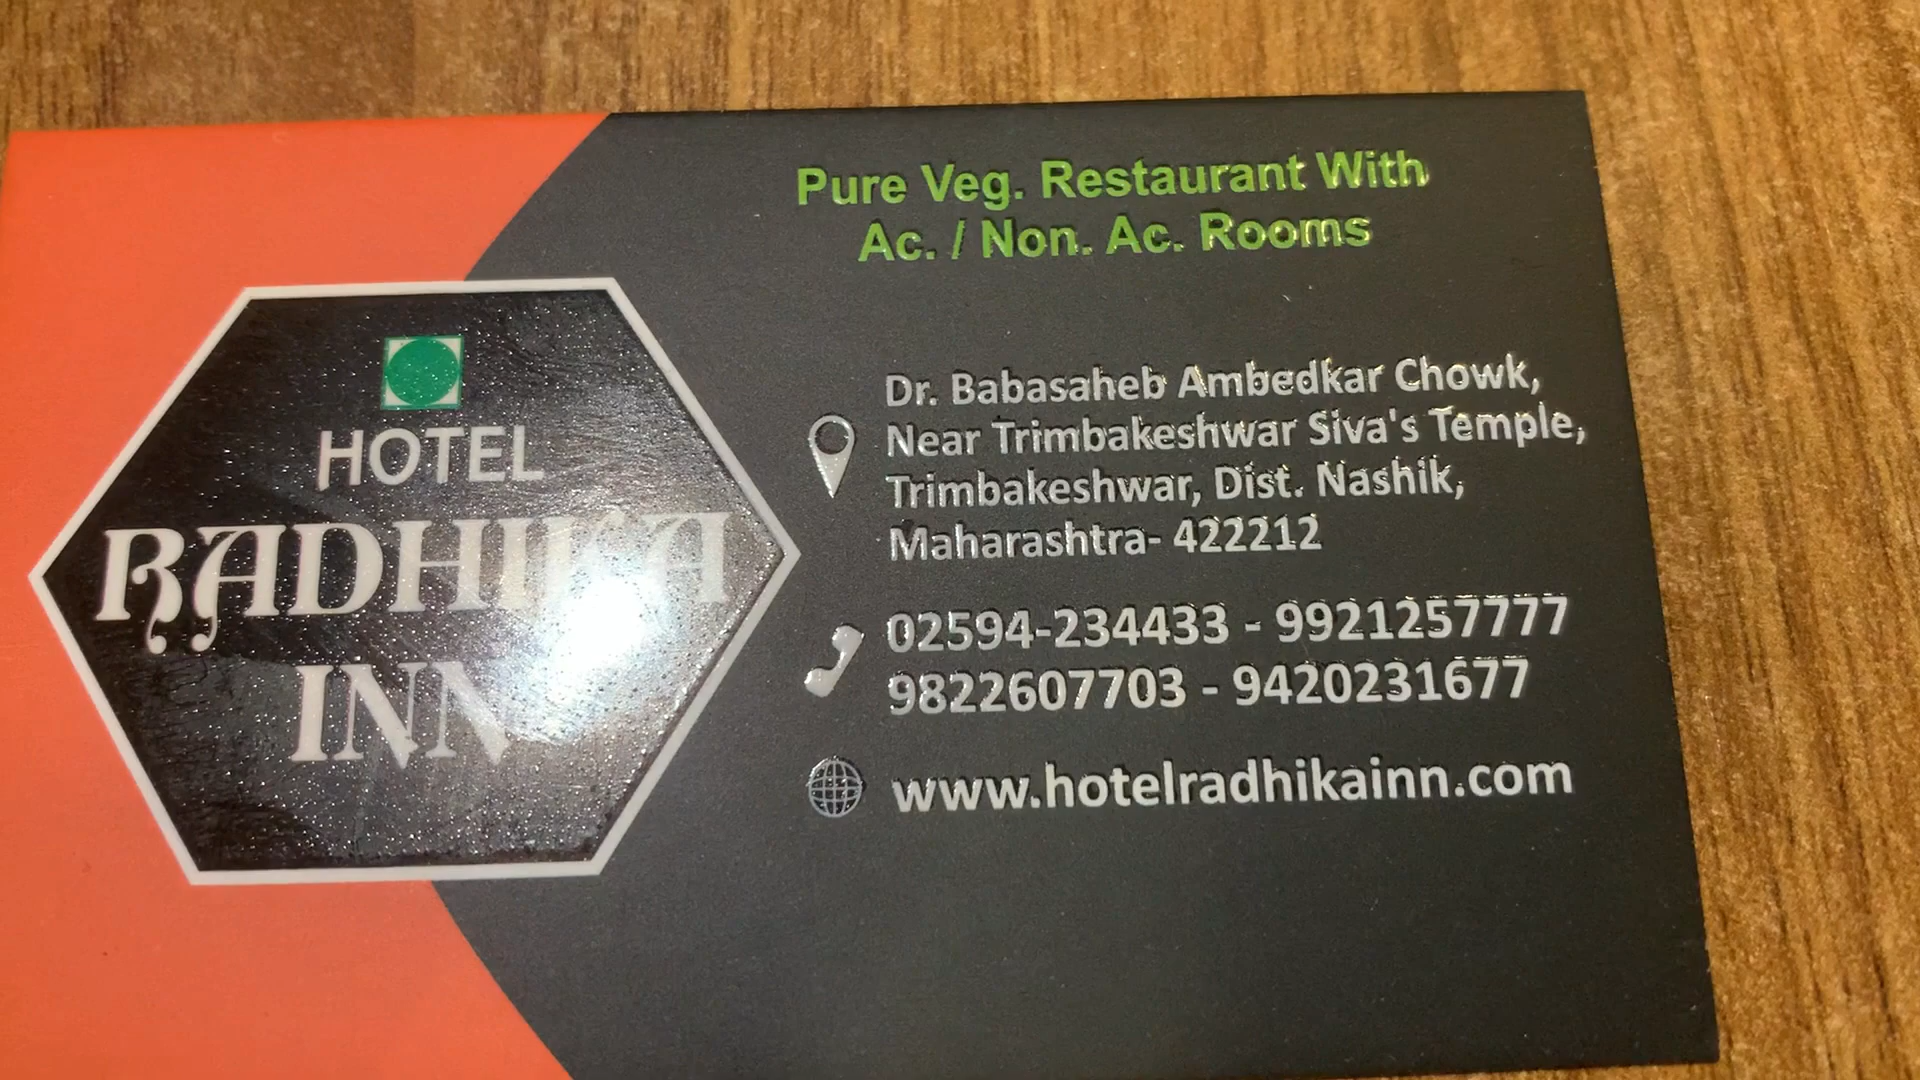 Pure Veg. Restaurant With
Ac. / Non. Ac. Rooms
HOTEL
RADHIKA
INN
Dr. Babasaheb Ambedkar Chowk,
Near Trimbakeshwar Siva's Temple,
Trimbakeshwar, Dist. Nashik,
Maharashtra- 422212
02594-234433 - 9921257777
9822607703 - 9420231677
www.hotelradhikainn.com